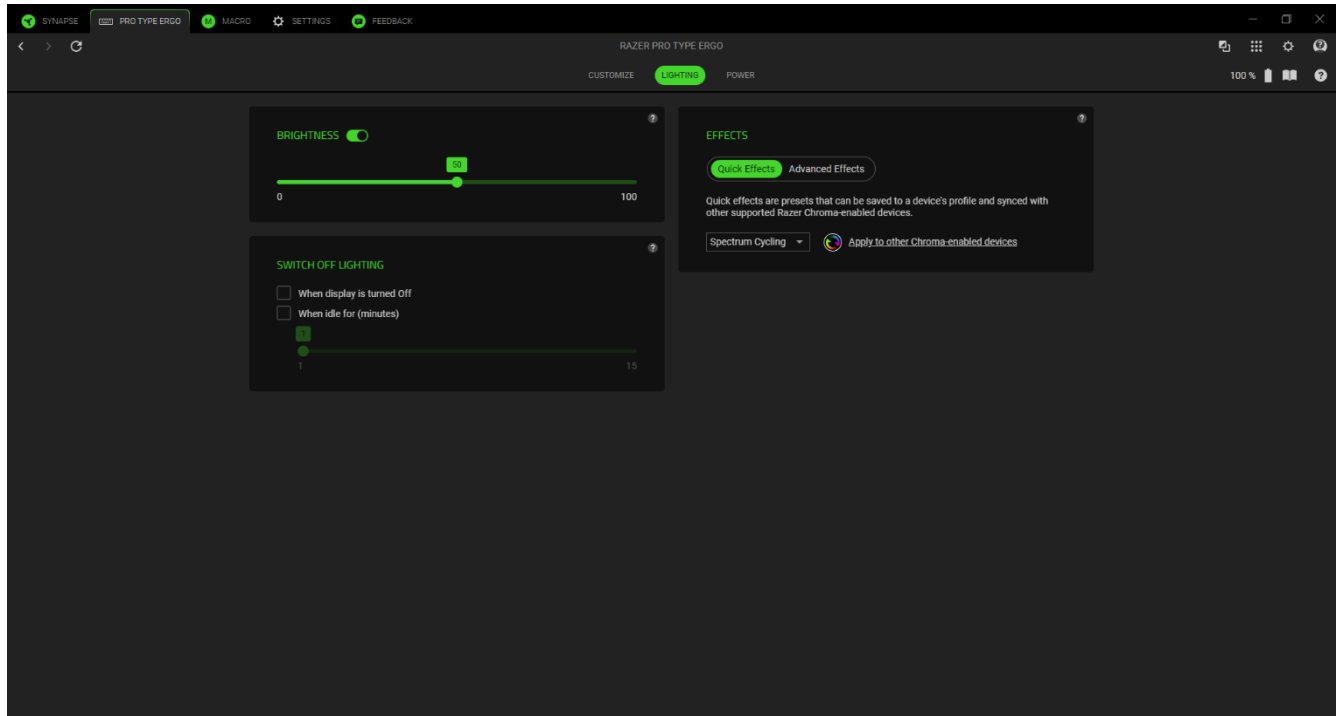 SYNAPSE PRO TYPE ERGO M MACRO SETTINGS FEEDBACK
RAZER PRO TYPE ERGO
CUSTOMIZE LIGHTING POWER 100 %
BRIGHTNESS
50
0 100
SWITCH OFF LIGHTING
When display is turned Off
When idle for (minutes)
1
1 15
EFFECTS
Quick Effects Advanced Effects
Quick effects are presets that can be saved to a device's profile and synced with
other supported Razer Chroma-enabled devices.
Spectrum Cycling Apply to other Chroma-enabled devices